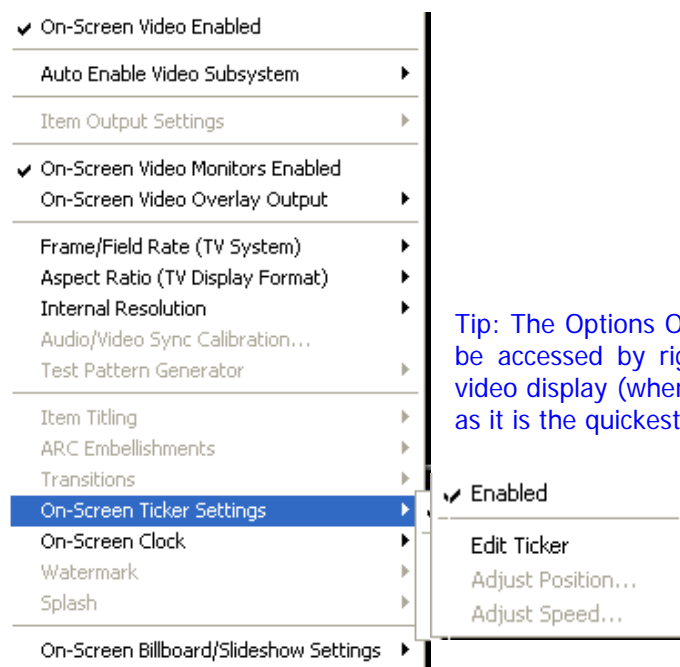 On-Screen Video Enabled
Auto Enable Video Subsystem
Item Output Settings
On-Screen Video Monitors Enabled
On-Screen Video Overlay Output
Frame/Field Rate (TV System)
Aspect Ratio (TV Display Format)
Internal Resolution
Audio/Video Sync Calibration...
Test Pattern Generator
Item Titling
ARC Embellishments
Transitions
On-Screen Ticker Settings
On-Screen Clock
Watermark
Splash
On-Screen Billboard/Slideshow Settings
Tip: The Options O
be accessed by rig
video display (when
as it is the quickest
Enabled
Edit Ticker
Adjust Position...
Adjust Speed...